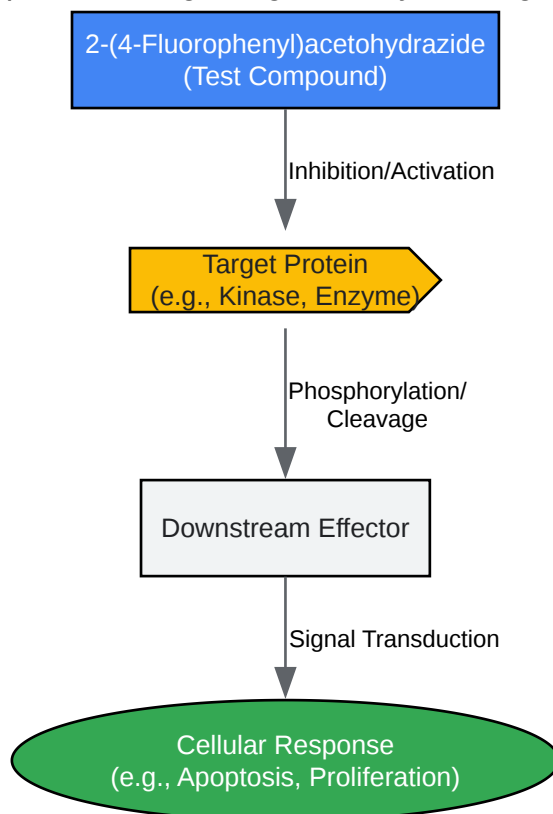 2-(4-Fluorophenyl)acetohydrazide
(Test Compound)
Inhibition/Activation
Target Protein
(e.g., Kinase, Enzyme)
Phosphorylation/
Cleavage
Downstream Effector
Signal Transduction
Cellular Response
(e.g., Apoptosis, Proliferation)